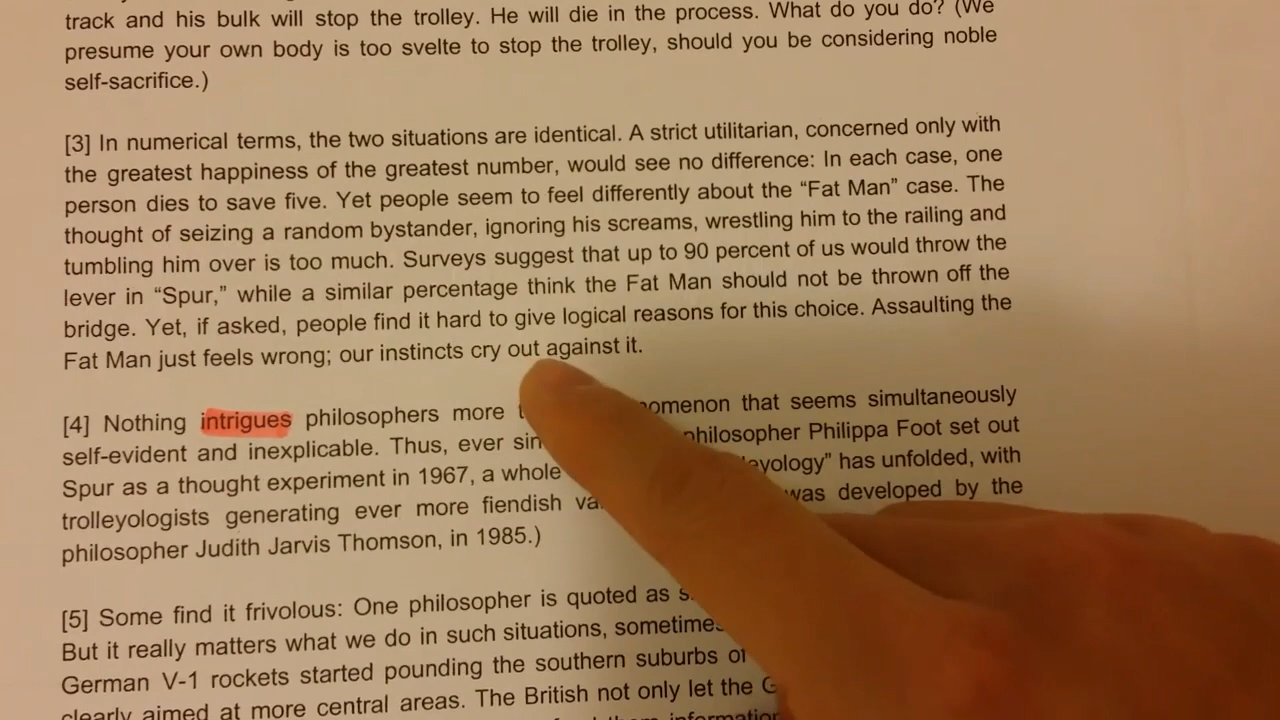 track and his bulk will stop the trolley. He will die in the process. What do you do? (We
presume your own body is too svelte to stop the trolley, should you be considering noble
self-sacrifice.)
[3] In numerical terms, the two situations are identical. A strict utilitarian, concerned only with
the greatest happiness of the greatest number, would see no difference: In each case, one
person dies to save five. Yet people seem to feel differently about the “Fat Man” case. The
thought of seizing a random bystander, ignoring his screams, wrestling him to the railing and
tumbling him over is too much. Surveys suggest that up to 90 percent of us would throw the
lever in “Spur,” while a similar percentage think the Fat Man should not be thrown off the
bridge. Yet, if asked, people find it hard to give logical reasons for this choice. Assaulting the
Fat Man just feels wrong; our instincts cry out against it.
[4] Nothing intrigues philosophers more that seems simultaneously
self-evident and inexplicable. Thus, ever philosopher Philippa Foot set out
Spur as a thought experiment in 1967, a whole has unfolded, with
trolleyologists generating ever more fiendish was developed by the
philosopher Judith Jarvis Thomson, in 1985.)
[5] Some find it frivolous: One philosopher is quoted as
But it really matters what we do in such situations,
German V-1 rockets started pounding the southern suburbs
clearly aimed at more central areas. The British not only let the